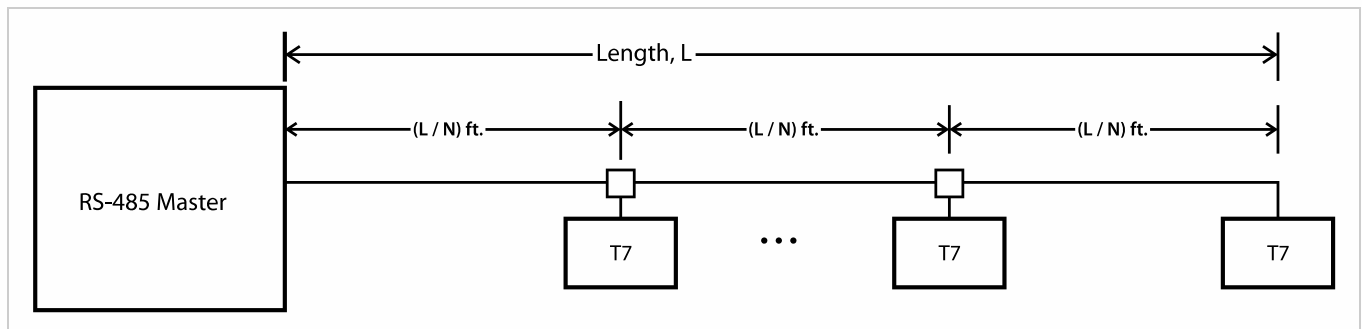 Length, L
(L / N) ft.
(L / N) ft.
(L / N) ft.
RS-485 Master
T7
...
T7
T7